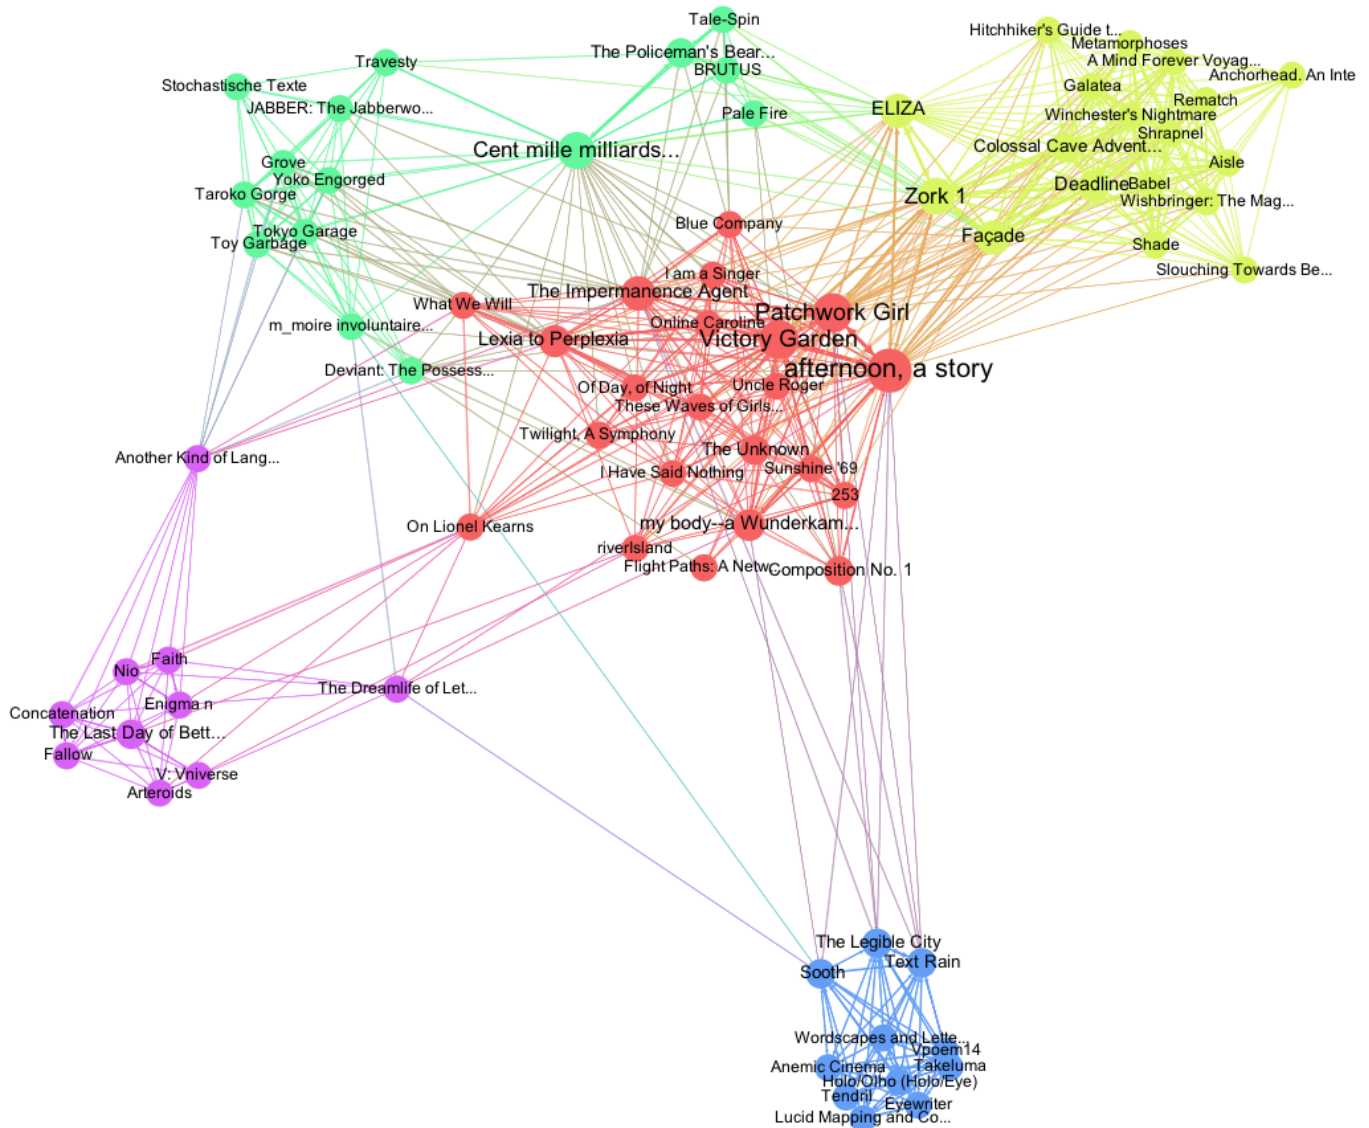 Tale-Spin
Hitchhiker's Guide t...
Metamorphoses
The Policeman's Bear...
A Mind Forever Voyag...
Travesty
BRUTUS
Anchorhead. An Inte
Stochastische Texte
Galatea
Rematch
JABBER: The Jabberwo...
ELIZA
Pale Fire
Winchester's Nightmare
Shrapnel
Cent mille milliards...
Colossal Cave Advent...
Grove
Aisle
Yoko Engorged
Deadline
Babel
Taroko Gorge
Zork 1
Wishbringer: The Mag...
Blue Company
Tokyo Garage
Façade
Toy Garbage
Shade
Slouching Towards Be...
I am a Singer
The Impermanence Agent
What We Will
Patchwork Girl
m_moire involuntaire...
Online Caroline
Lexia to Perplexia
Victory Garden
Deviant: The Possess...
afternoon, a story
Of Day, of Night
Uncle Roger
These Waves of Girls...
Twilight, A Symphony
The Unknown
Another Kind of Lang...
I Have Said Nothing
Sunshine '69
253
On Lionel Kearns
my body--a Wunderkam...
riverIsland
Flight Paths: A Netw...
Composition No. 1
Faith
Nio
The Dreamlife of Let...
Enigma n
Concatenation
The Last Day of Bett...
Fallow
V: Vniverse
Arteroids
The Legible City
Text Rain
Sooth
Wordscapes and Lette...
Vpoem14
Anemic Cinema
Takeluma
Holo/Olho (Holo/Eye)
Tendril
Eyewriter
Lucid Mapping and Co...